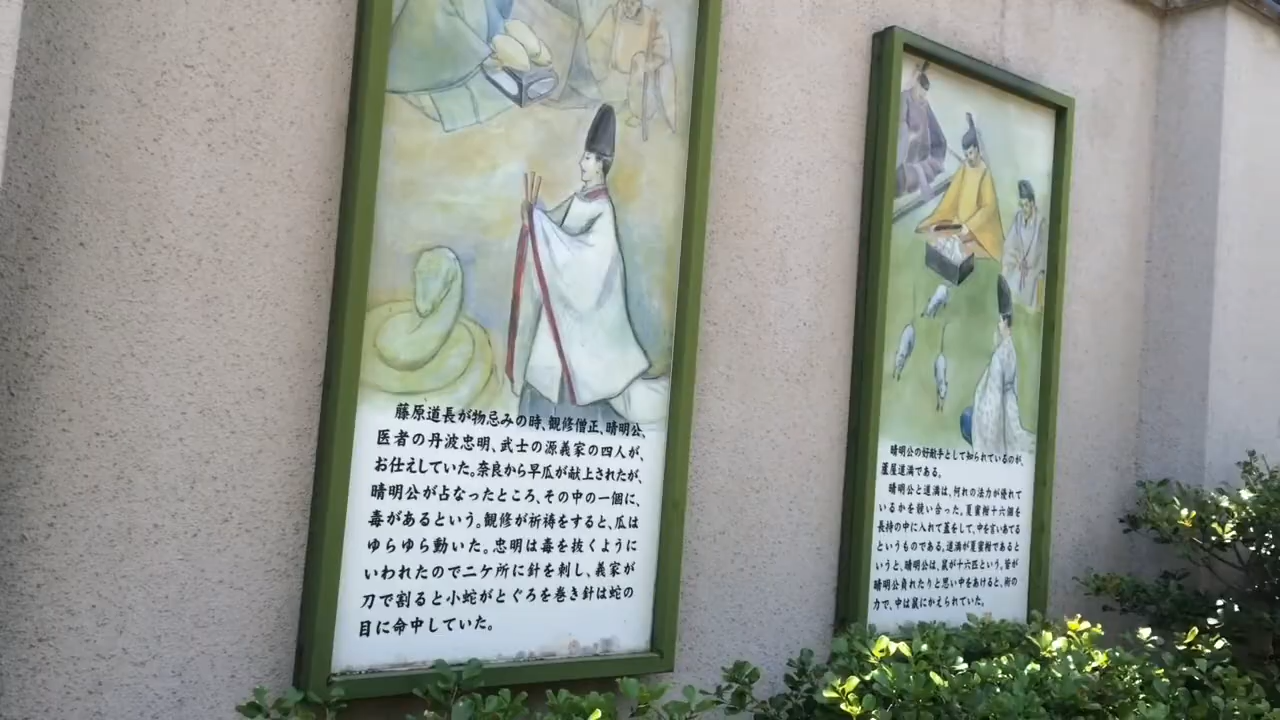 藤原道長が物忌みの時、観修僧正、晴明公、
医者の丹波忠明、武士の源義家の四人が、
お仕えしていた。奈良から早瓜が献上されたが、
晴明公が占なったところ、その中の一個に、
毒があるという。観修が祈祷をすると、瓜は
ゆらゆら動いた。忠明は毒を抜くように
いわれたので二ケ所に針を刺し、義家が
刀で割ると小蛇がとぐろを巻き針は蛇の
目に命中していた。
晴明公の好敵手として知られているのが、
蘆屋道満である。
晴明公と道満は、何れの法力が優れて
いるかを競い合った。夏蜜柑十六個を
長持の中に入れて蓋をして、中を言いあてる
というものである。道満が夏蜜柑であると
いうと、晴明公は、鼠が十六匹という。皆が
晴明公負れたりと思い中をあけると、術の
力で、中は鼠にかえられていた。